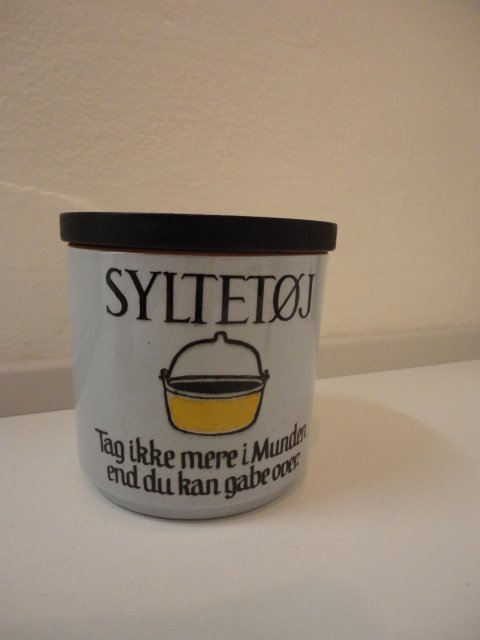 SYLTETØJ
Tag ikke mere i Munden
end du kan gabe over.